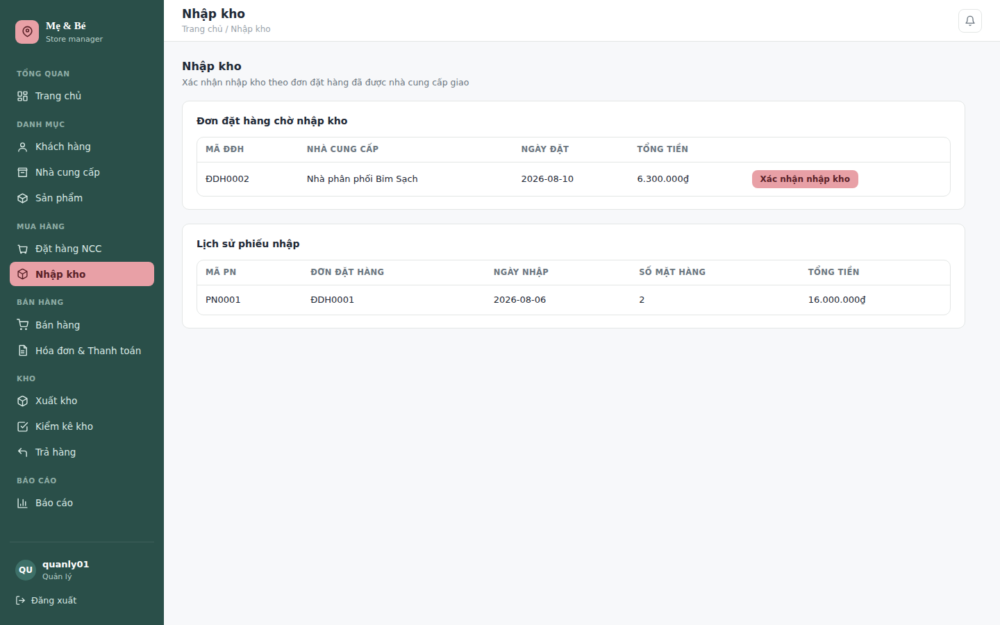 Mẹ & Bé
Store manager
TỔNG QUAN
Trang chủ
DANH MỤC
Khách hàng
Nhà cung cấp
Sản phẩm
MUA HÀNG
Đặt hàng NCC
Nhập kho
BÁN HÀNG
Bán hàng
Hóa đơn & Thanh toán
KHO
Xuất kho
Kiểm kê kho
Trả hàng
BÁO CÁO
Báo cáo
QU
quanly01
Quản lý
Đăng xuất
Nhập kho
Trang chủ / Nhập kho
Nhập kho
Xác nhận nhập kho theo đơn đặt hàng đã được nhà cung cấp giao
Đơn đặt hàng chờ nhập kho
MÃ ĐĐH NHÀ CUNG CẤP NGÀY ĐẶT TỔNG TIỀN
ĐDH0002 Nhà phân phối Bỉm Sạch 2026-08-10 6.300.000₫ Xác nhận nhập kho
Lịch sử phiếu nhập
MÃ PN ĐƠN ĐẶT HÀNG NGÀY NHẬP SỐ MẶT HÀNG TỔNG TIỀN
PN0001 ĐDH0001 2026-08-06 2 16.000.000₫